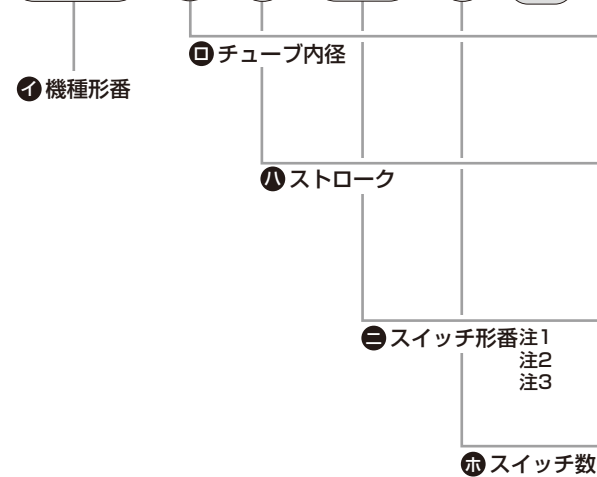 ロ チューブ内径
イ 機種形番
ハ ストローク
ニ スイッチ形番注1
注2
注3
ホ スイッチ数